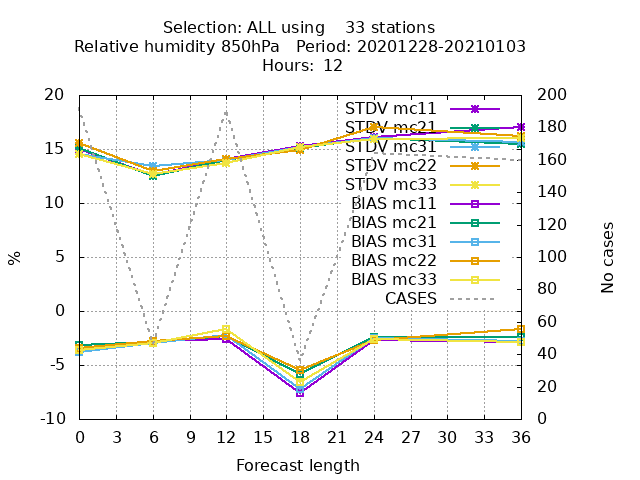 Selection: ALL using    33 stations
Relative humidity 850hPa   Period: 20201228-20210103
Hours:  12
20
15
10
5
0
-5
-10
%
200
180
160
140
120
100
80
60
40
20
0
No cases
STDV mc11
STDV mc21
STDV mc31
STDV mc22
STDV mc33
BIAS mc11
BIAS mc21
BIAS mc31
BIAS mc22
BIAS mc33
CASES
0 3 6 9 12 15 18 21 24 27 30 33 36
Forecast length